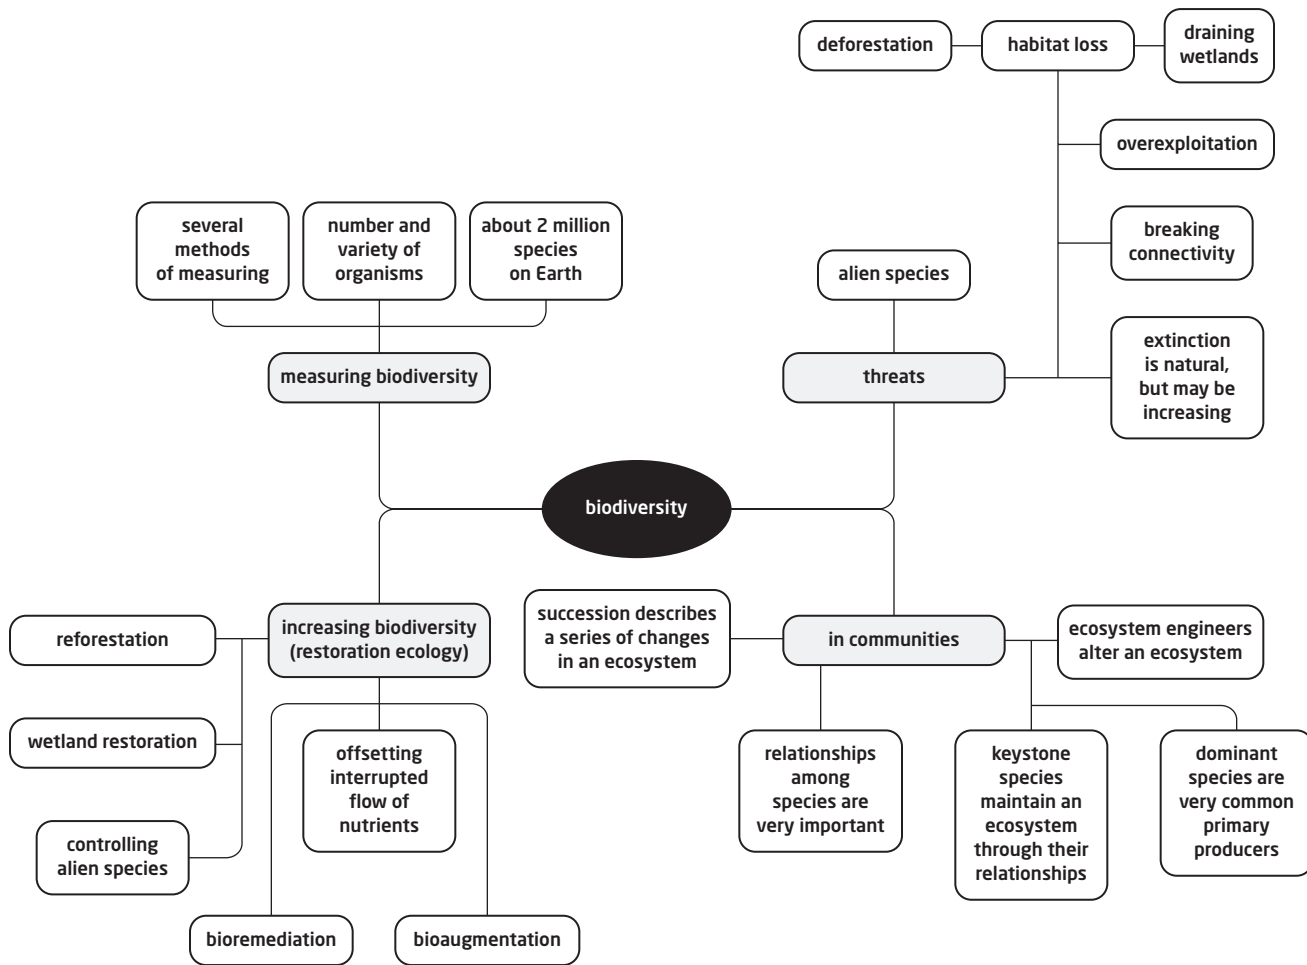 deforestation
habitat loss
draining
wetlands
overexploitation
several
methods
of measuring
number and
variety of
organisms
about 2 million
species
on Earth
breaking
connectivity
alien species
extinction
is natural,
but may be
increasing
measuring biodiversity
threats
biodiversity
increasing biodiversity
(restoration ecology)
reforestation
wetland restoration
controlling
alien species
offsetting
interrupted
flow of
nutrients
bioremediation
bioaugmentation
succession describes
a series of changes
in an ecosystem
in communities
ecosystem engineers
alter an ecosystem
relationships
among
species are
very important
keystone
species
maintain an
ecosystem
through their
relationships
dominant
species are
very common
primary
producers